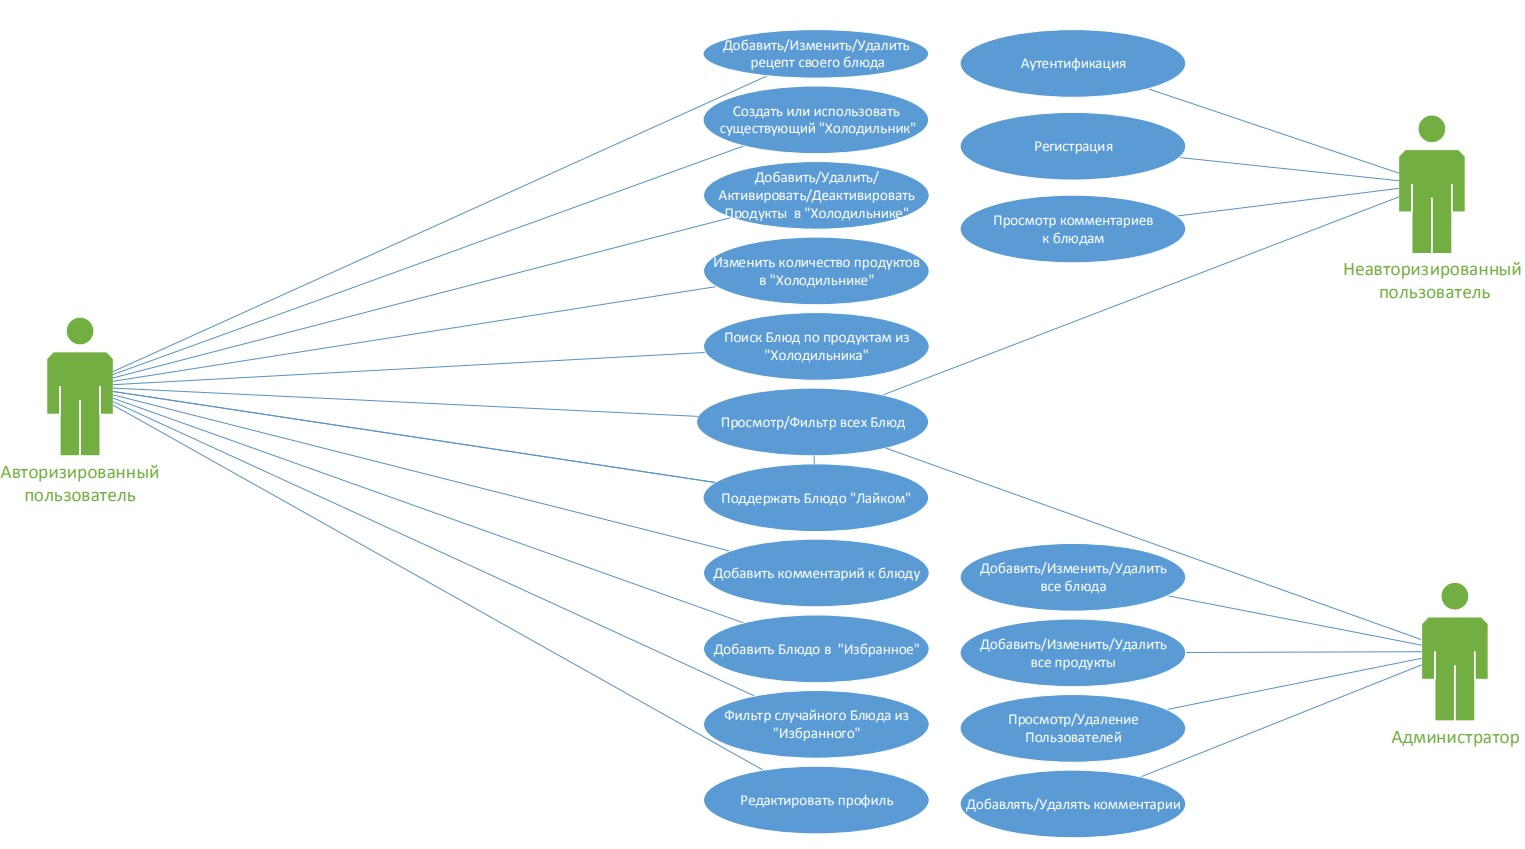 Добавить/Изменить/Удалить
рецепт своего блюда
Создать или использовать
существующий "Холодильник"
Добавить/Удалить/
Активировать/Деактивировать
Продукты в "Холодильнике"
Изменить количество продуктов
в "Холодильнике"
Поиск Блюд по продуктам из
"Холодильника"
Просмотр/Фильтр всех Блюд
Поддержать Блюдо "Лайком"
Добавить комментарий к блюду
Добавить Блюдо в "Избранное"
Фильтр случайного Блюда из
"Избранного"
Редактировать профиль
Аутентификация
Регистрация
Просмотр комментариев
к блюдам
Добавить/Изменить/Удалить
все блюда
Добавить/Изменить/Удалить
все продукты
Просмотр/Удаление
Пользователей
Добавлять/Удалять комментарии
Авторизированный
пользователь
Неавторизированный
пользователь
Администратор